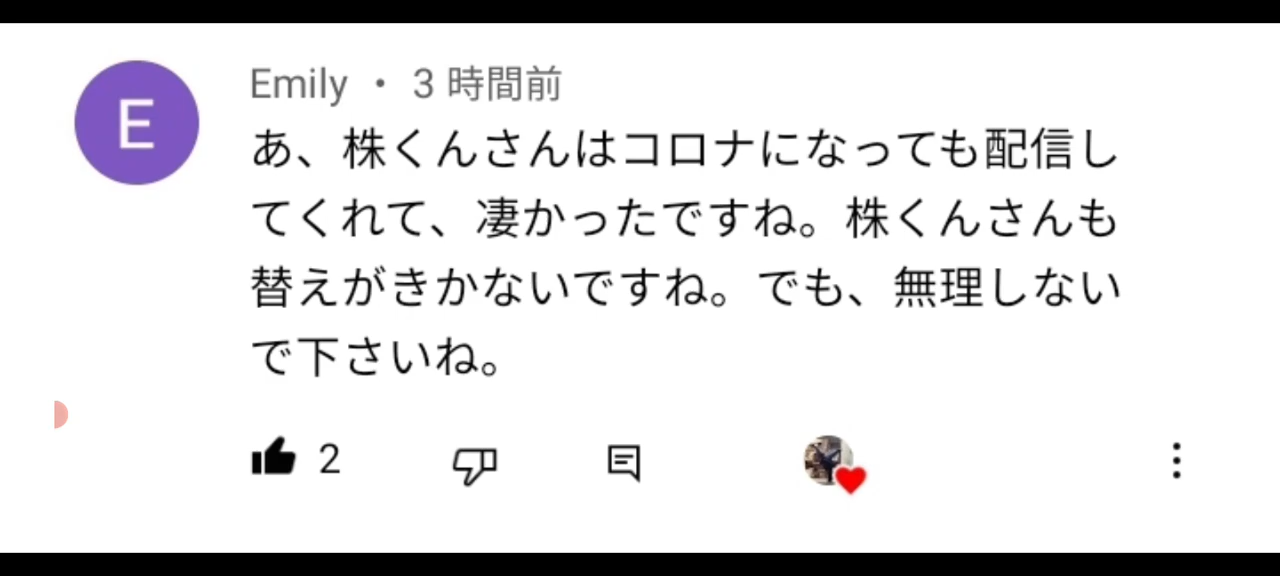 E
Emily ・ 3 時間前
あ、株くんさんはコロナになっても配信し
てくれて、凄かったですね。株くんさんも
替えがきかないですね。でも、無理しない
で下さいね。
2